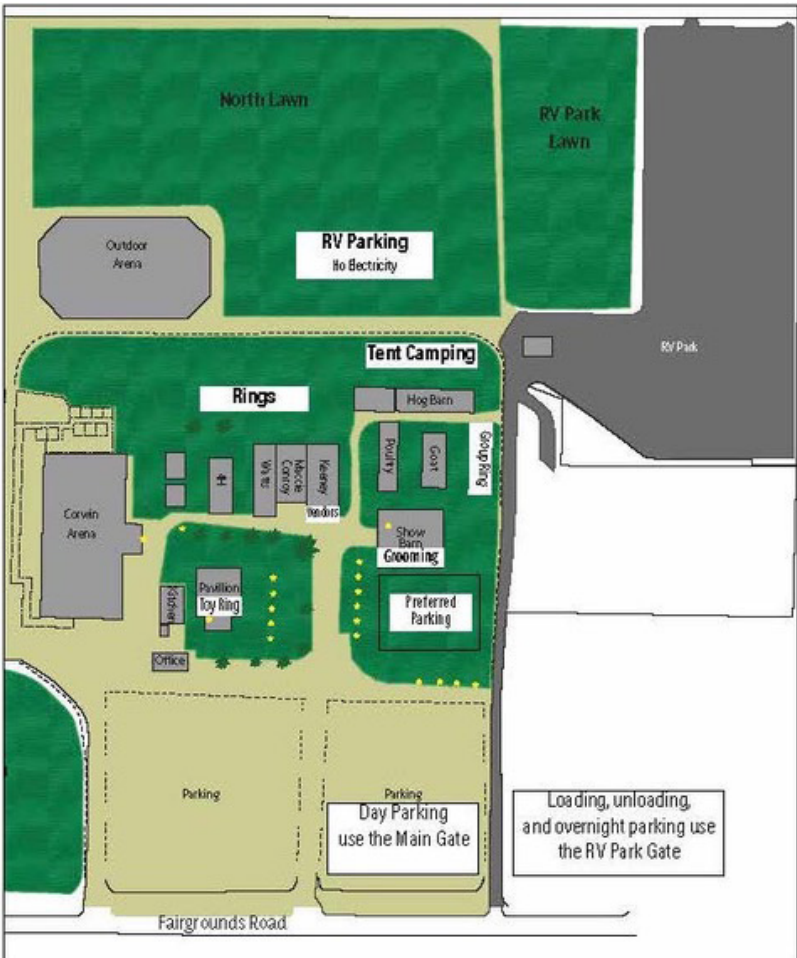 North Lawn
RV Park
Lawn
Outdoor
Arena
RV Parking
No Electricity
RV Park
Tent Camping
Rings
Hog Barn
Poultry
Goat
Group Ring
4H
Watts
Kearney
Vendors
Corwin
Arena
Show
Barn
Grooming
Kitchen
Pavillion
Toy Ring
Preferred
Parking
Office
Parking
Parking
Day Parking
use the Main Gate
Loading, unloading,
and overnight parking use
the RV Park Gate
Fairgrounds Road